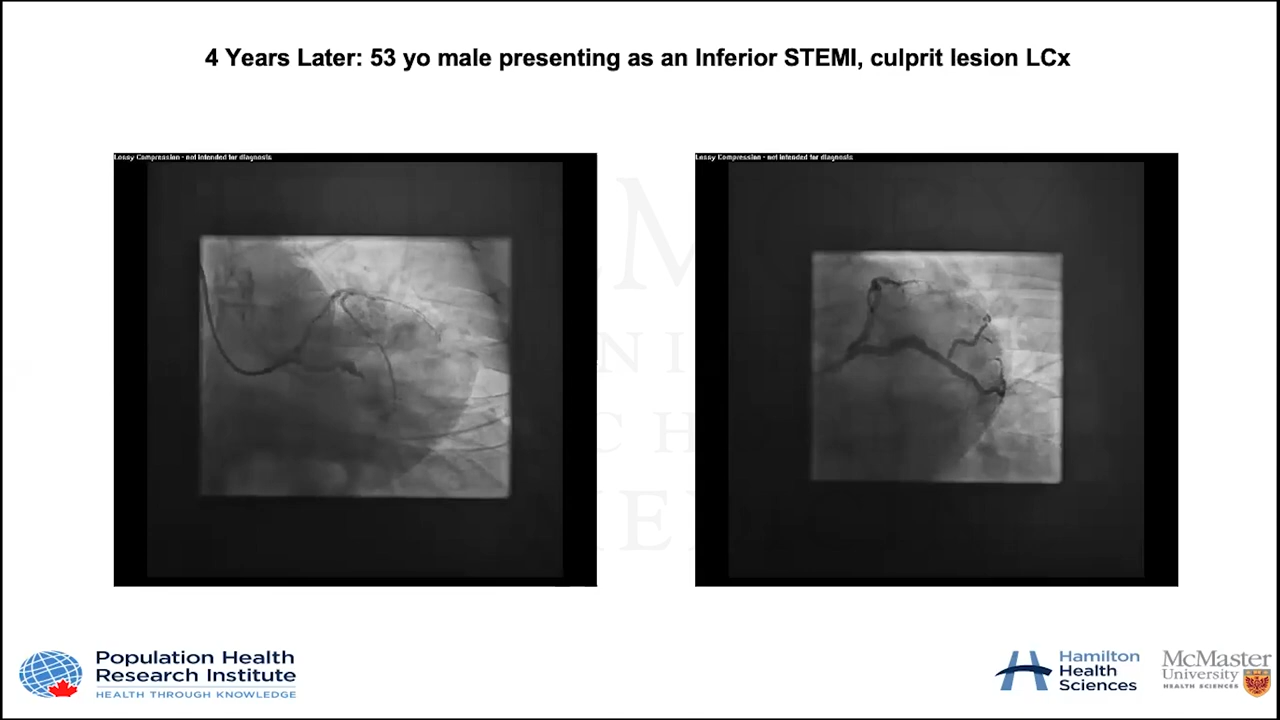 4 Years Later: 53 yo male presenting as an Inferior STEMI, culprit lesion LCx
Lossy Compression - not intended for diagnosis
Lossy Compression - not intended for diagnosis
Population Health
Research Institute
HEALTH THROUGH KNOWLEDGE
Hamilton
Health
Sciences
McMaster
University
HEALTH SCIENCES